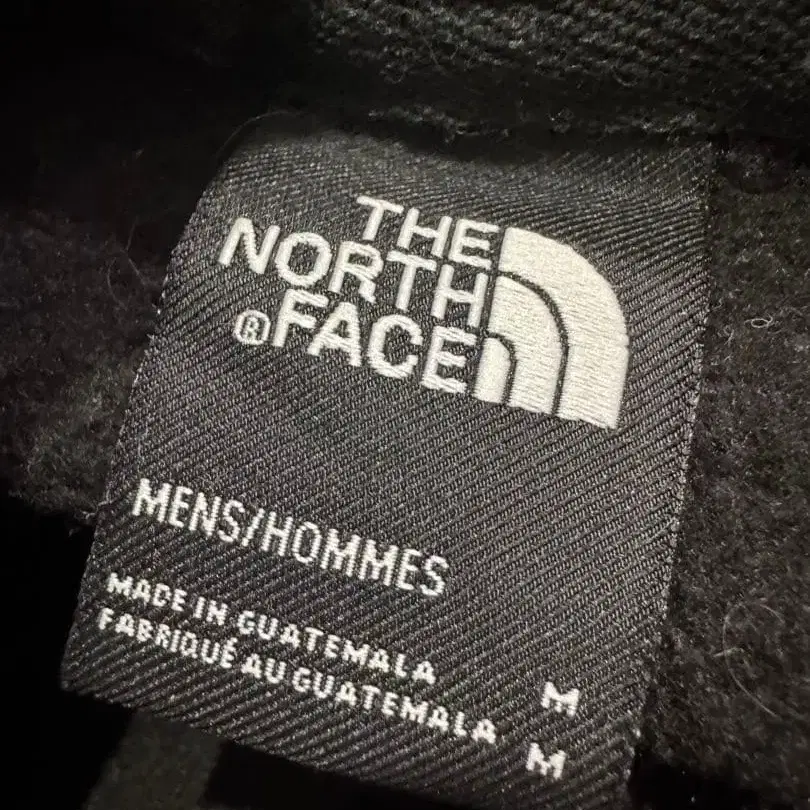 THE
NORTH
®FACE
MENS/HOMMES
MADE IN GUATEMALA
FABRIQUÉ AU GUATEMALA
M
M